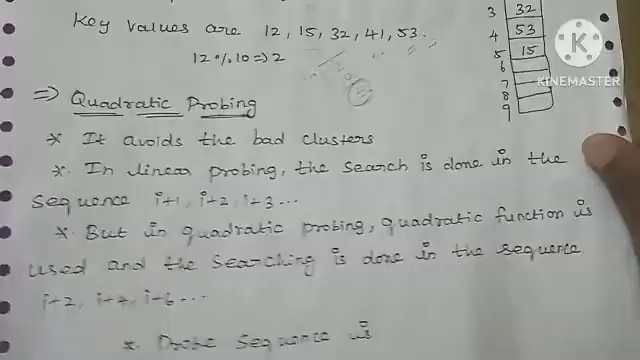 Key values are 12, 15, 32, 41, 53.
12 % 10 => 2
3 32
4 53
5 15
6
7
8
9
KINEMASTER
=> Quadratic Probing
* It avoids the bad clusters
* In linear probing, the search is done in the
sequence i+1, i+2, i+3...
* But in quadratic probing, quadratic function is
used and the searching is done in the sequence
i+2, i+4, i+6...
* Probe sequence is